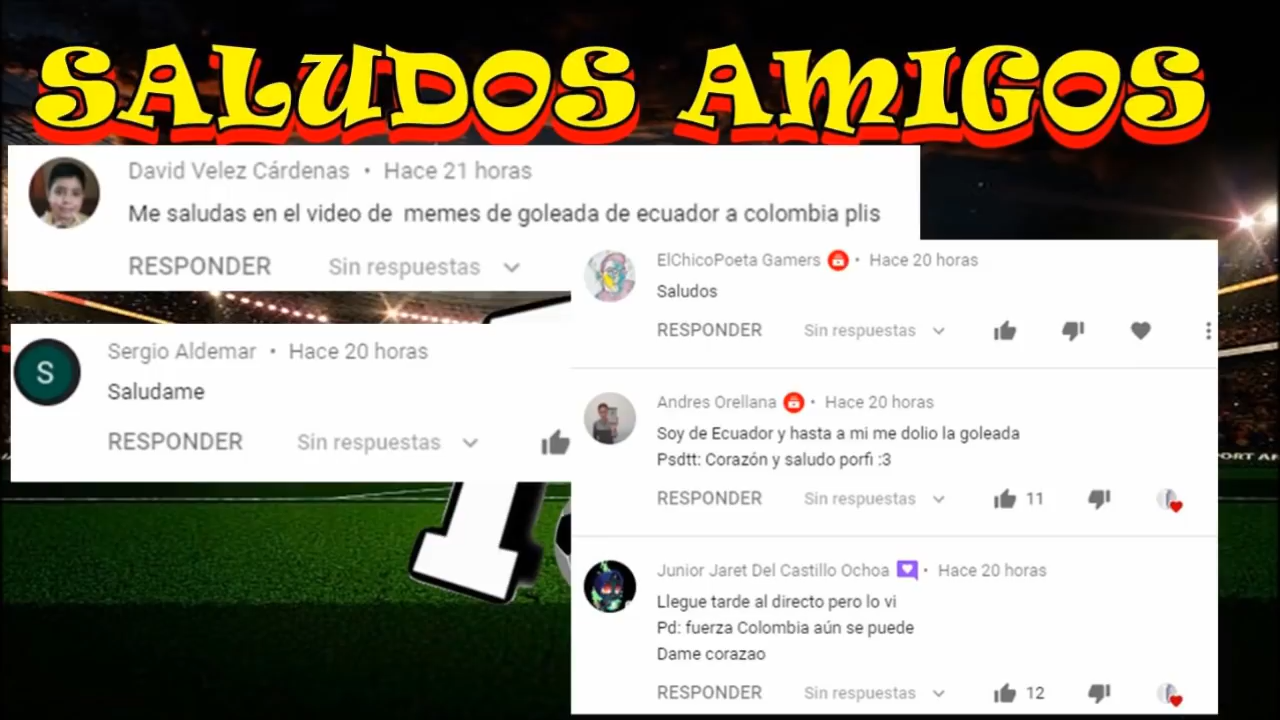 SALUDOS AMIGOS
David Velez Cárdenas • Hace 21 horas
Me saludas en el video de memes de goleada de ecuador a colombia plis
RESPONDER Sin respuestas
Sergio Aldemar • Hace 20 horas
S
Saludame
RESPONDER Sin respuestas
ElChicoPoeta Gamers • Hace 20 horas
Saludos
RESPONDER Sin respuestas
Andres Orellana • Hace 20 horas
Soy de Ecuador y hasta a mi me dolio la goleada
Psdtt: Corazón y saludo porfi :3
RESPONDER Sin respuestas 11
Junior Jaret Del Castillo Ochoa • Hace 20 horas
Llegue tarde al directo pero lo vi
Pd: fuerza Colombia aún se puede
Dame corazao
RESPONDER Sin respuestas 12